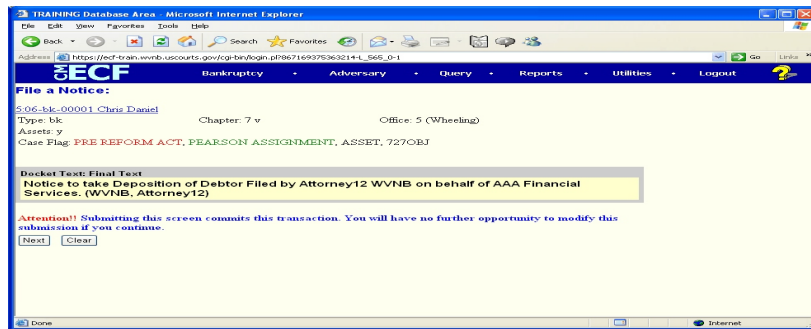 TRAINING Database Area - Microsoft Internet Explorer
File Edit View Favorites Tools Help
Back Search Favorites
Address https://ecf-train.wvnb.uscourts.gov/cgi-bin/login.pl?867169375363214-L_565_0-1 Go Links »
CM ECF Bankruptcy • Adversary • Query • Reports • Utilities • Logout ?
File a Notice:
5:06-bk-00001 Chris Daniel
Type: bk Chapter: 7 v Office: 5 (Wheeling)
Assets: y
Case Flag: PRE REFORM ACT, PEARSON ASSIGNMENT, ASSET, 727OBJ
Docket Text: Final Text
Notice to take Deposition of Debtor Filed by Attorney12 WVNB on behalf of AAA Financial
Services. (WVNB, Attorney12)
Attention!! Submitting this screen commits this transaction. You will have no further opportunity to modify this
submission if you continue.
Next Clear
Done Internet